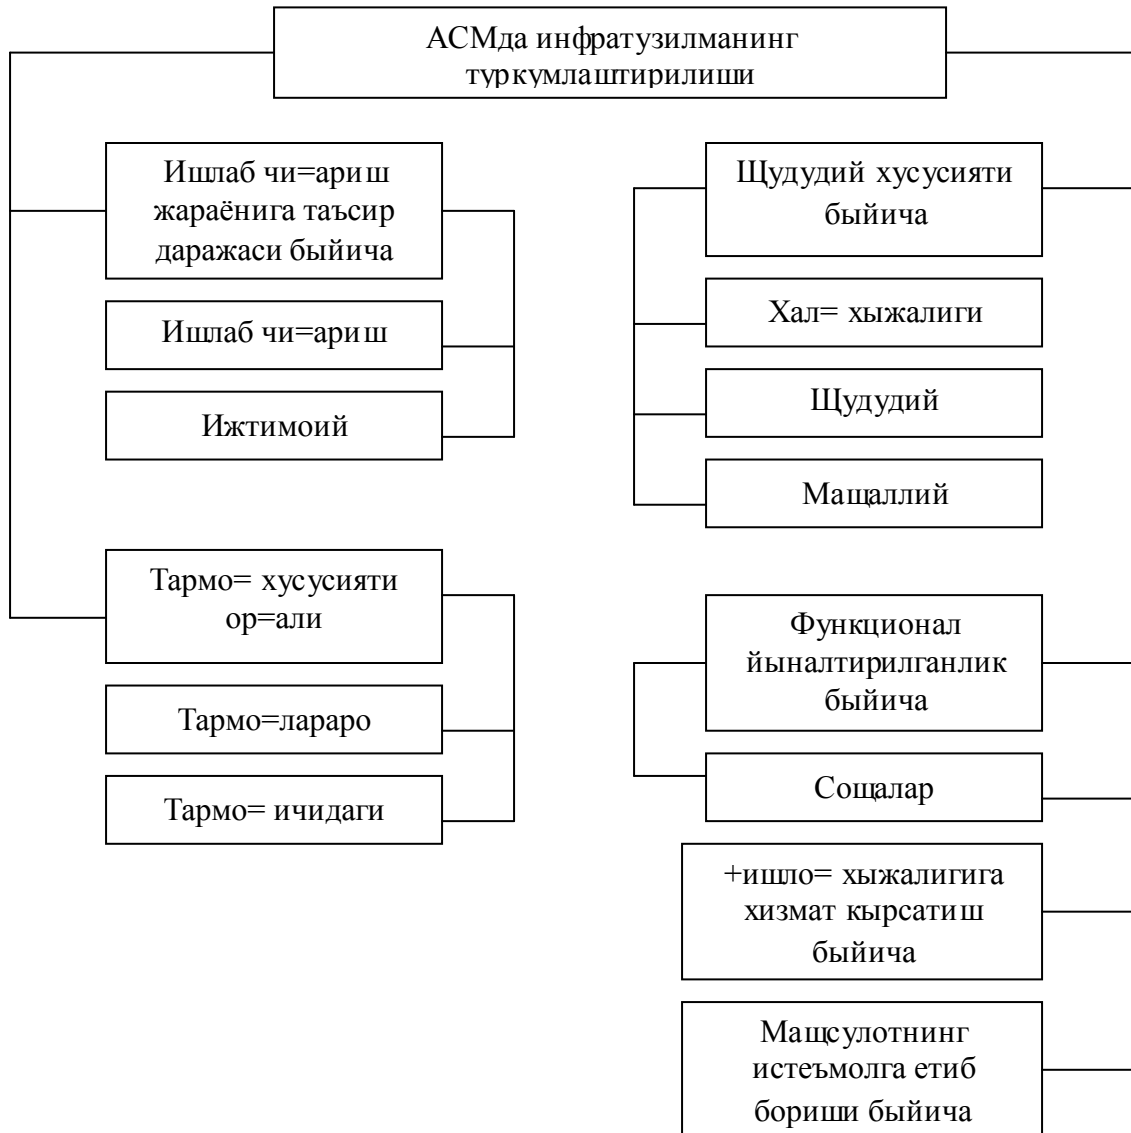 АСМда инфратузилманинг
туркумлаштирилиши
Ишлаб чи=ариш
жараёнига таъсир
даражаси быйича
Ишлаб чи=ариш
Ижтимоий
Тармо= хусусияти
ор=али
Тармо=лараро
Тармо= ичидаги
Щудудий хусусияти
быйича
Хал= хыжалиги
Щудудий
Мащаллий
Функционал
йыналтирилганлик
быйича
Сощалар
+ишло= хыжалигига
хизмат кырсатиш
быйича
Мащсулотнинг
истеъмолга етиб
бориши быйича